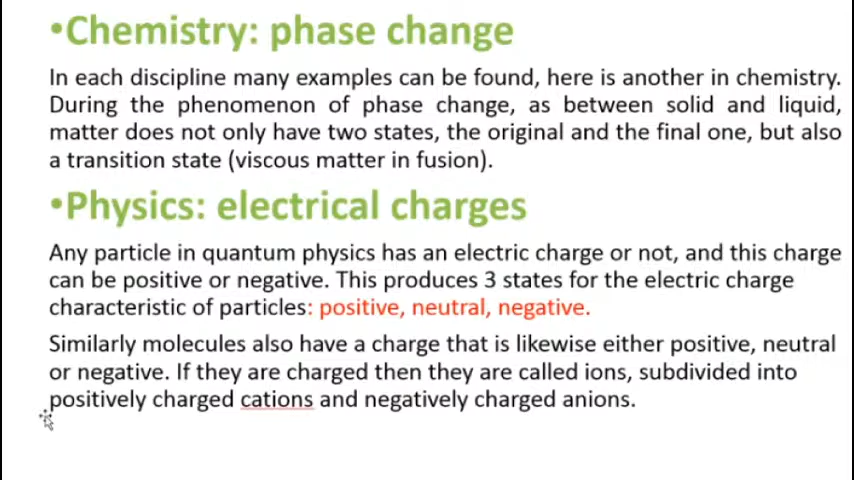 •Chemistry: phase change
In each discipline many examples can be found, here is another in chemistry.
During the phenomenon of phase change, as between solid and liquid,
matter does not only have two states, the original and the final one, but also
a transition state (viscous matter in fusion).
•Physics: electrical charges
Any particle in quantum physics has an electric charge or not, and this charge
can be positive or negative. This produces 3 states for the electric charge
characteristic of particles: positive, neutral, negative.
Similarly molecules also have a charge that is likewise either positive, neutral
or negative. If they are charged then they are called ions, subdivided into
positively charged cations and negatively charged anions.